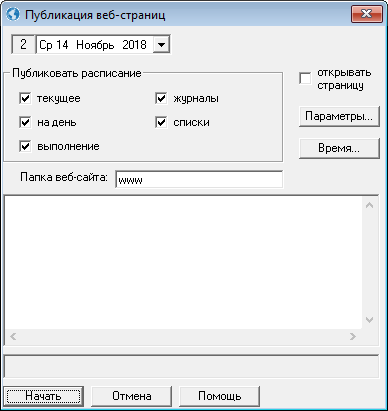 Публикация веб-страниц
2 Ср 14 Ноябрь 2018
Публиковать расписание
текущее
журналы
на день
списки
выполнение
открывать
страницу
Параметры...
Время...
Папка веб-сайта: www
Начать
Отмена
Помощь